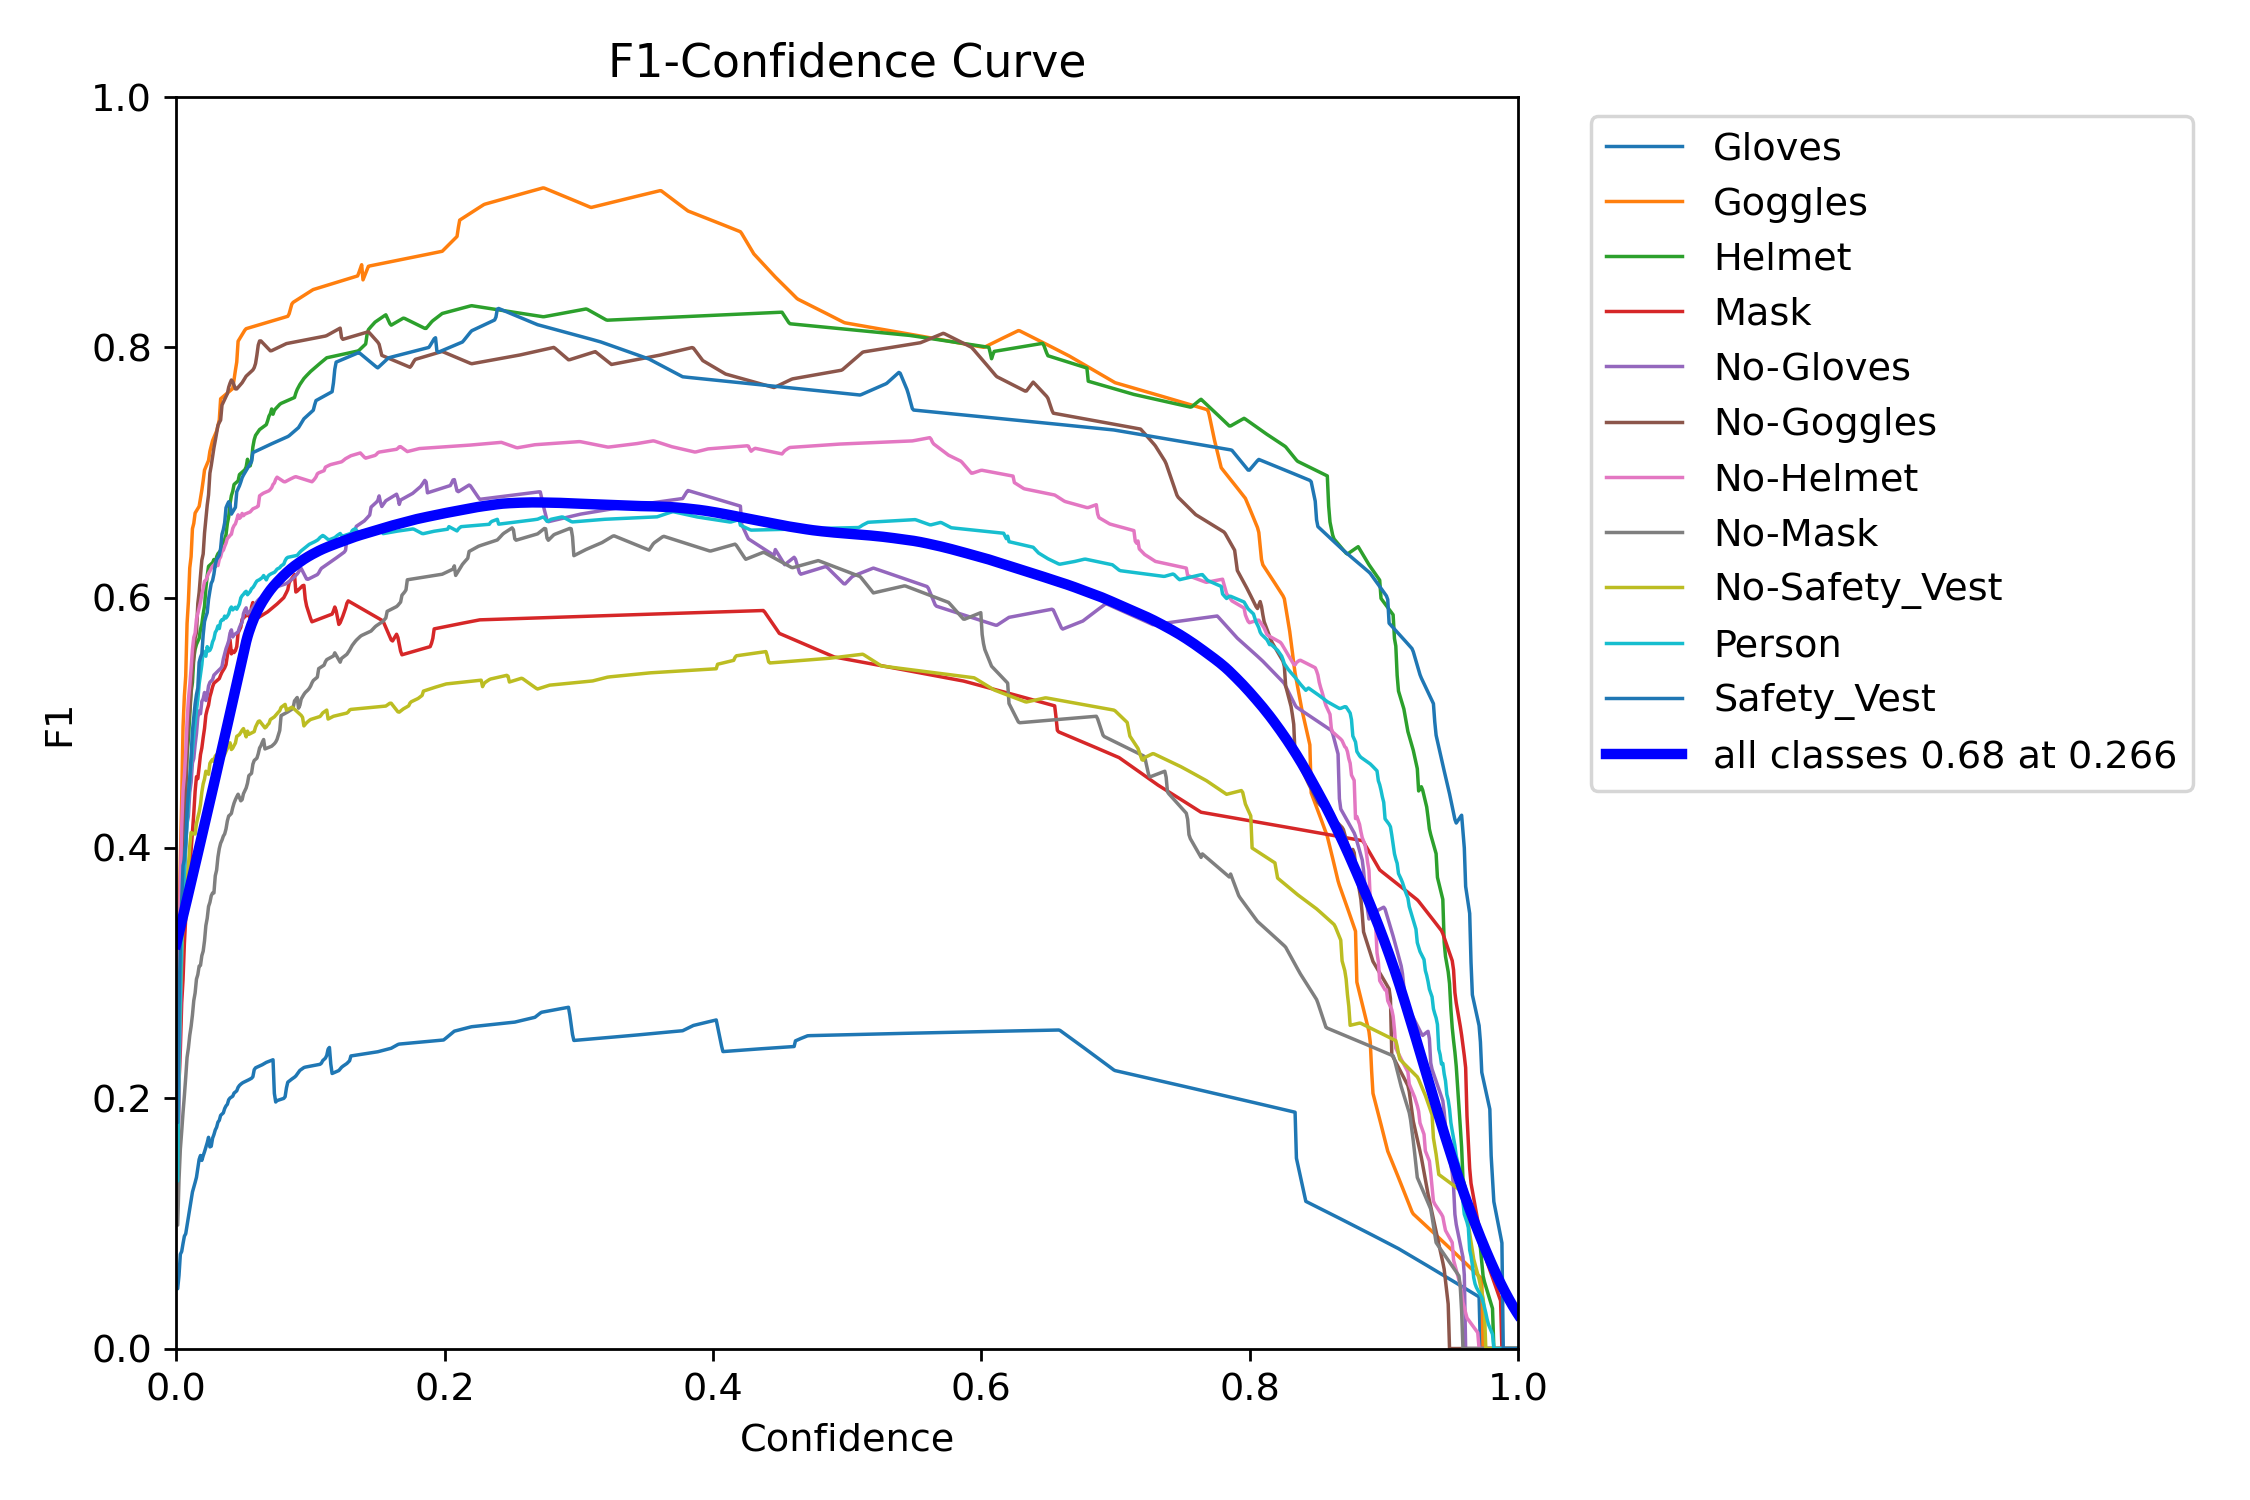 F1-Confidence Curve
1.0
0.8
0.6
0.4
0.2
0.0
F1
0.0 0.2 0.4 0.6 0.8 1.0
Confidence
Gloves
Goggles
Helmet
Mask
No-Gloves
No-Goggles
No-Helmet
No-Mask
No-Safety_Vest
Person
Safety_Vest
all classes 0.68 at 0.266